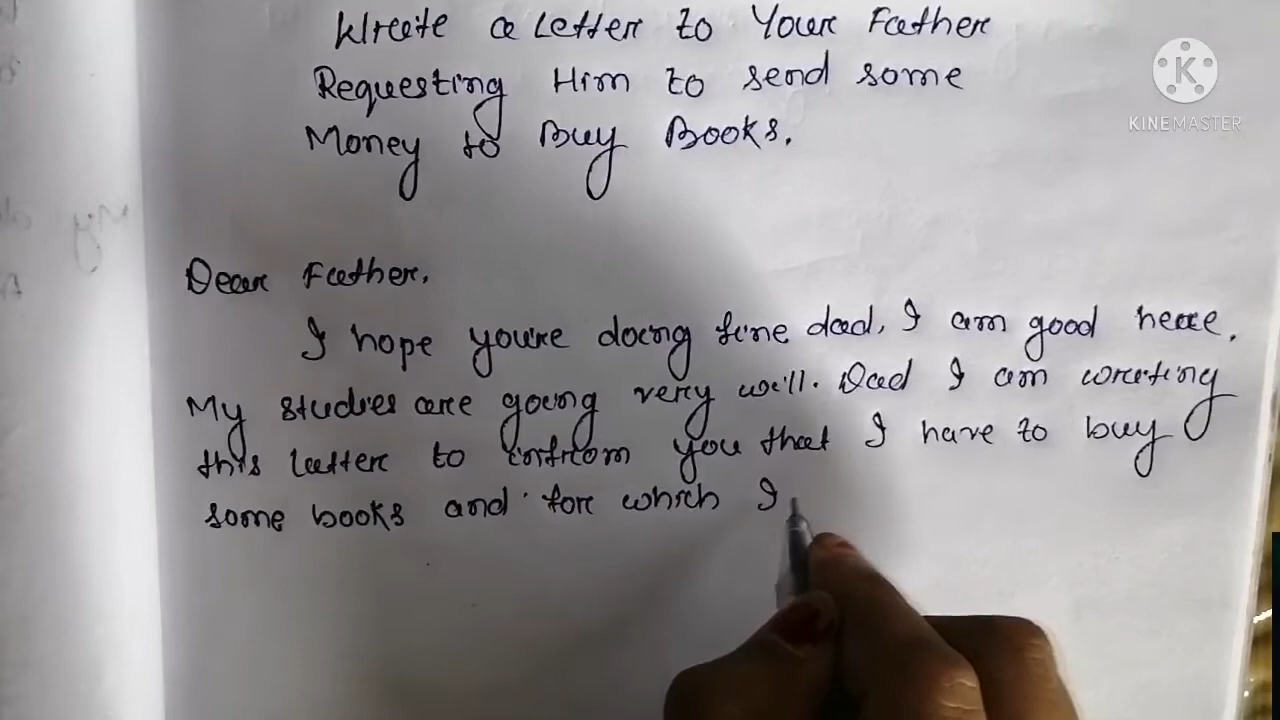 Write a Letter to Your Father
Requesting Him to send some
Money to Buy Books.
KINEMASTER
Dear Father,
I hope you're doing fine dad, I am good here.
My studies are going very well. Dad I am writing
this letter to inform you that I have to buy
some books and for which I